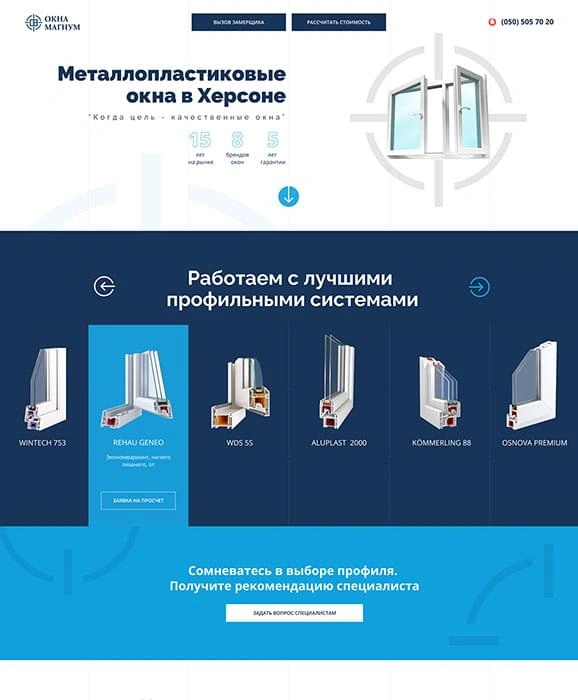 ОКНА
МАГНУМ
ВЫЗОВ ЗАМЕРЩИКА
РАССЧИТАТЬ СТОИМОСТЬ
(050) 505 70 20
Металлопластиковые
окна в Херсоне
"Когда цель - качественные окна"
15
лет
на рынке
8
брендов
окон
5
лет
гарантии
Работаем с лучшими
профильными системами
WINTECH 753
REHAU GENEO
Экономвариант, ничего
лишнего, от
ЗАЯВКА НА ПРОСЧЕТ
WDS 5S
ALUPLAST 2000
KÖMMERLING 88
OSNOVA PREMIUM
Сомневатесь в выборе профиля.
Получите рекомендацию специалиста
ЗАДАТЬ ВОПРОС СПЕЦИАЛИСТАМ